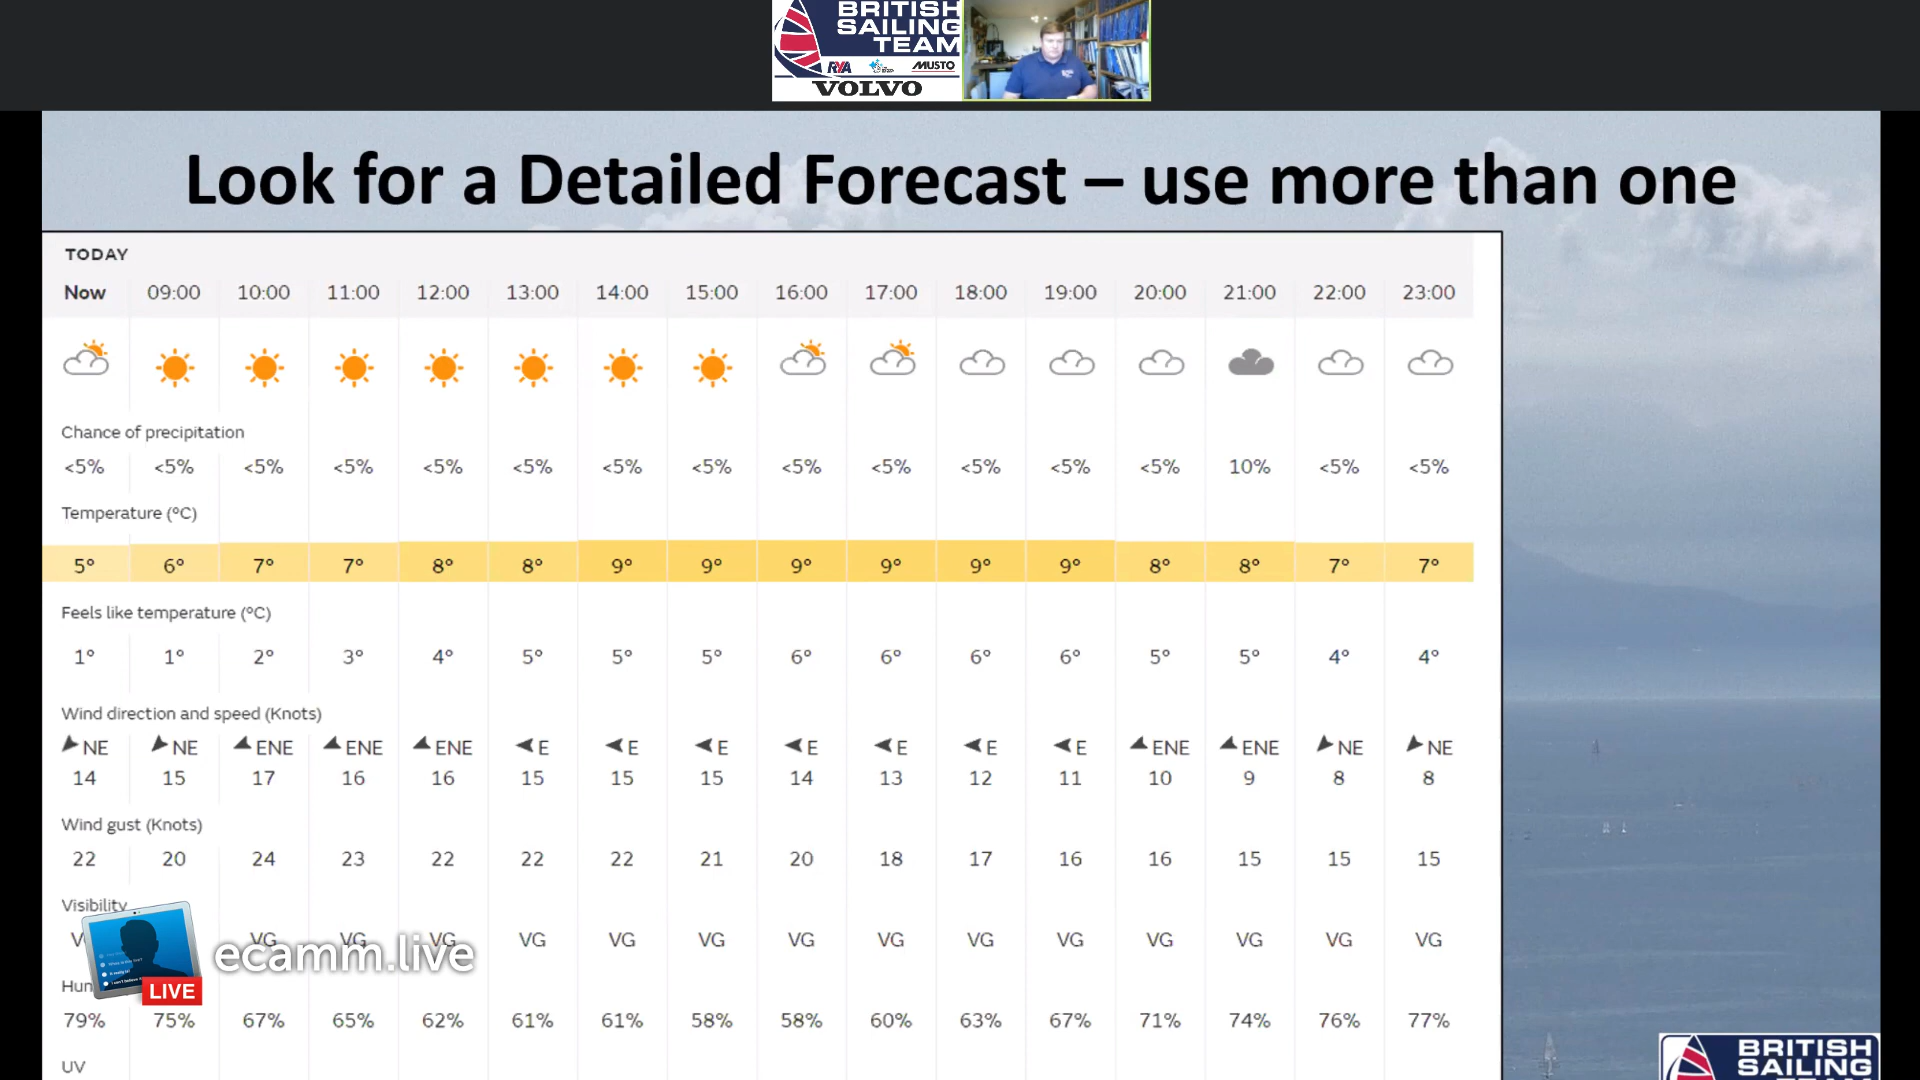 BRITISH
SAILING
TEAM
RYA
MUSTO
VOLVO
Look for a Detailed Forecast – use more than one
TODAY
Now 09:00 10:00 11:00 12:00 13:00 14:00 15:00 16:00 17:00 18:00 19:00 20:00 21:00 22:00 23:00
Chance of precipitation
<5% <5% <5% <5% <5% <5% <5% <5% <5% <5% <5% <5% <5% 10% <5% <5%
Temperature (°C)
5° 6° 7° 7° 8° 8° 9° 9° 9° 9° 9° 9° 8° 8° 7° 7°
Feels like temperature (°C)
1° 1° 2° 3° 4° 5° 5° 5° 6° 6° 6° 6° 5° 5° 4° 4°
Wind direction and speed (Knots)
NE NE ENE ENE ENE E E E E E E E ENE ENE NE NE
14 15 17 16 16 15 15 15 14 13 12 11 10 9 8 8
Wind gust (Knots)
22 20 24 23 22 22 22 21 20 18 17 16 16 15 15 15
Visibility
VG VG VG VG VG VG VG VG VG VG VG VG VG VG
ecamm.live
LIVE
79% 75% 67% 65% 62% 61% 61% 58% 58% 60% 63% 67% 71% 74% 76% 77%
UV
BRITISH
SAILING